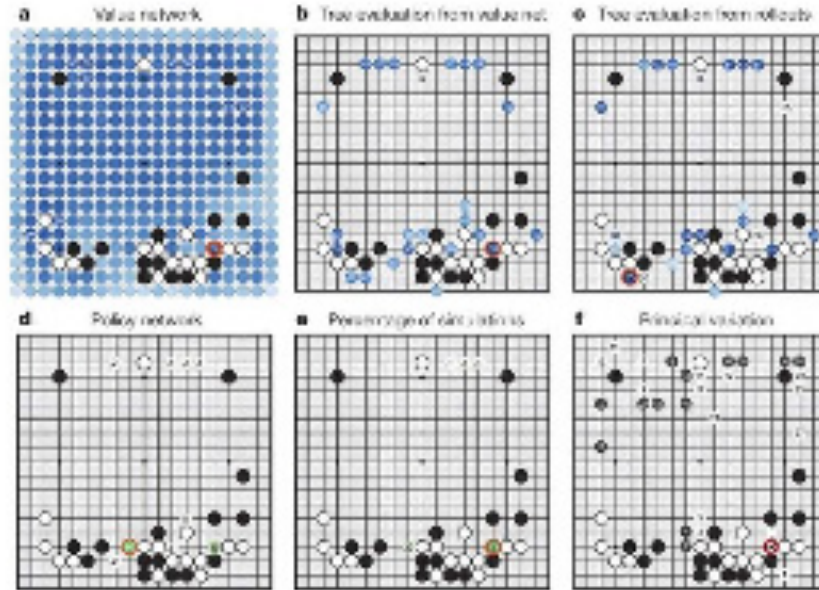 a Value network
b Tree evaluation from value net
c Tree evaluation from rollouts
d Policy network
e Percentage of simulations
f Principal variation